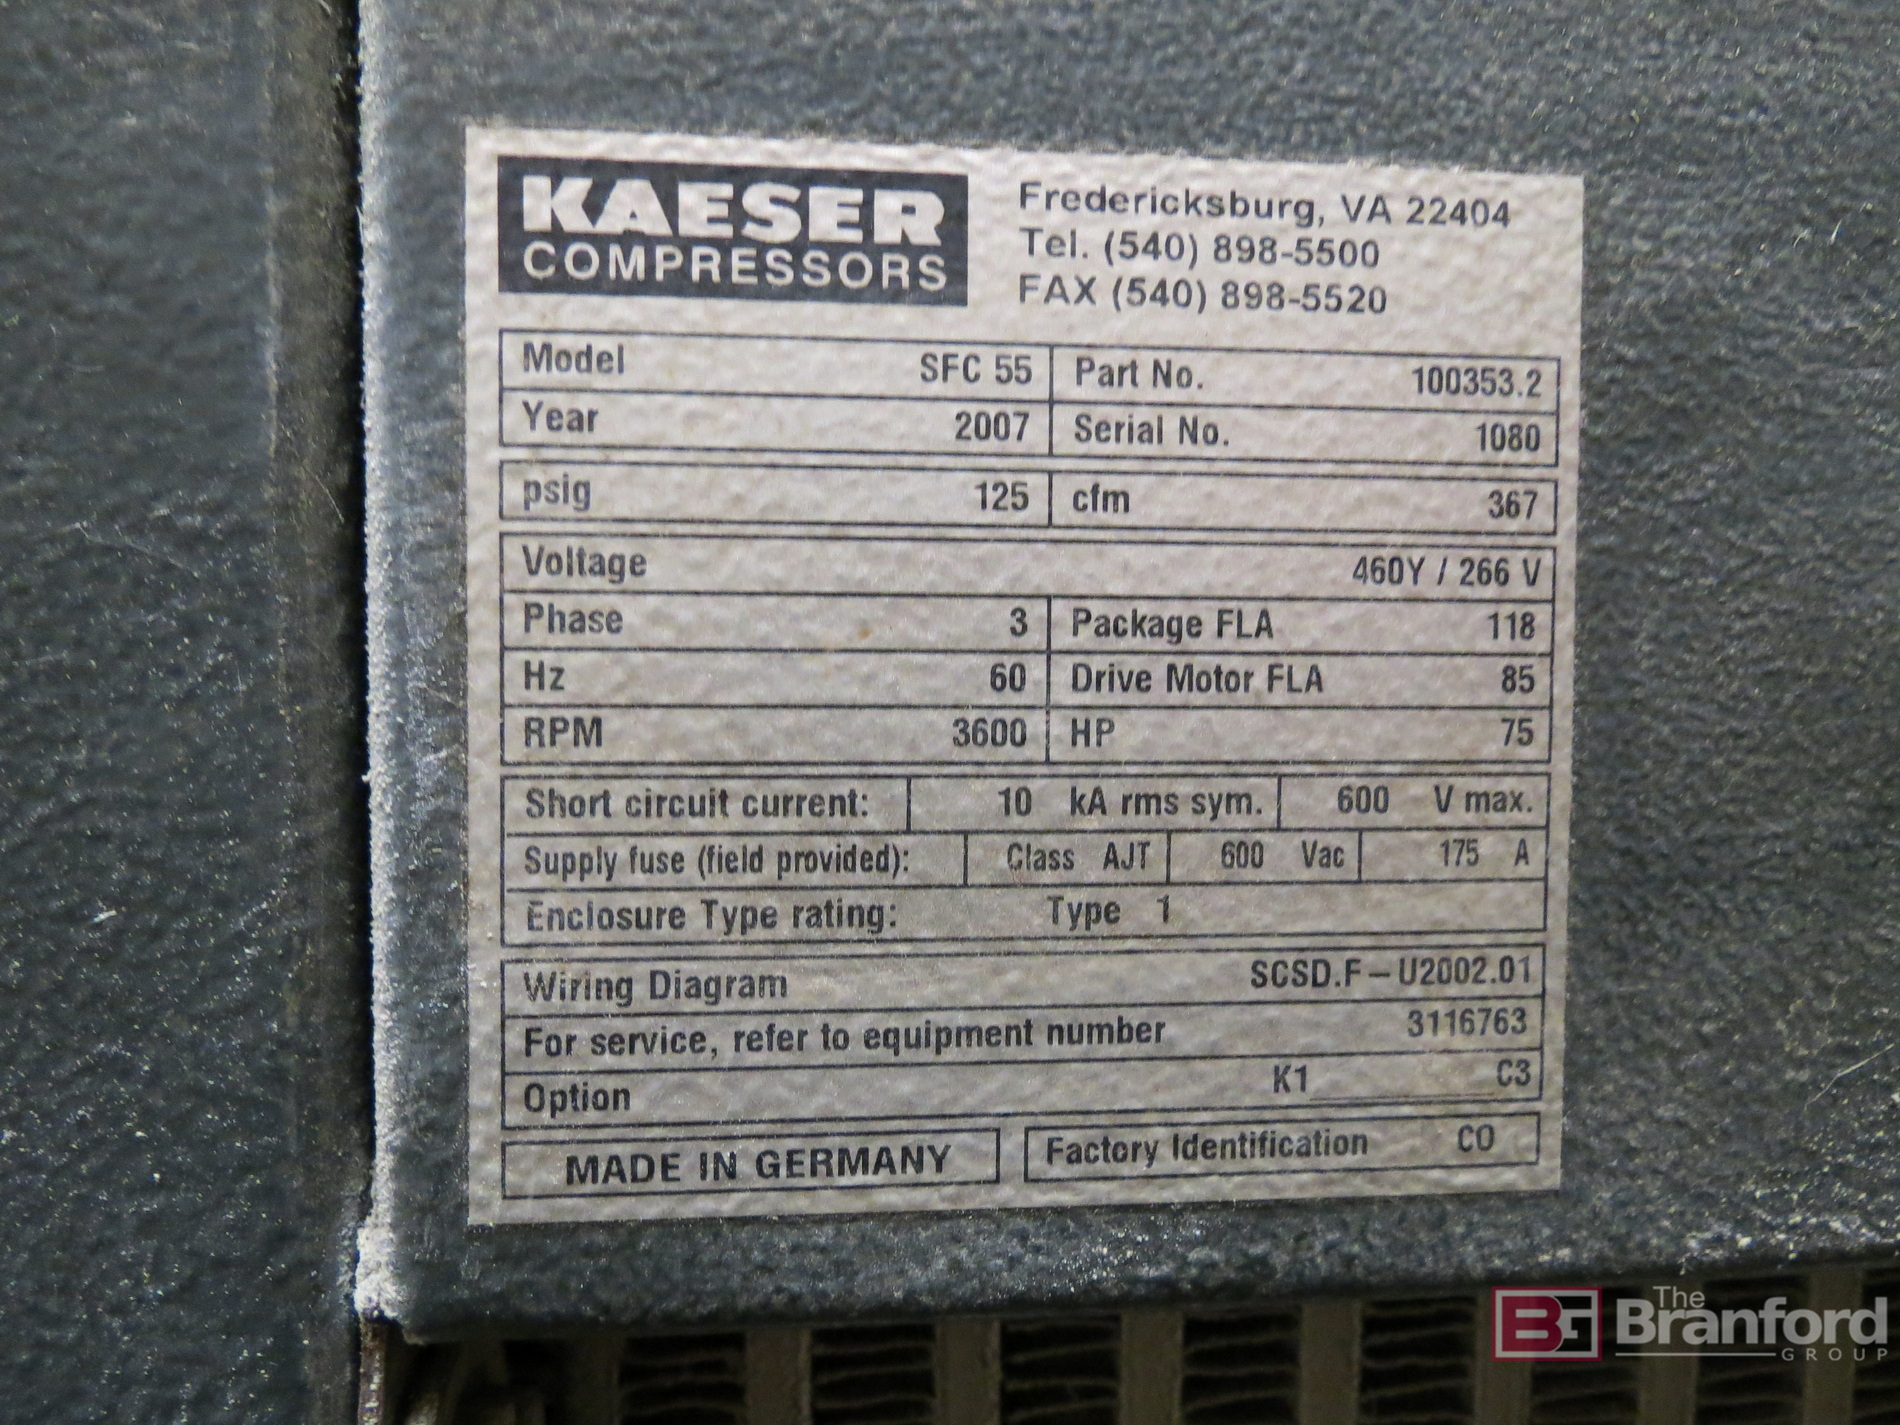 KAESER
COMPRESSORS
Fredericksburg, VA 22404
Tel. (540) 898-5500
FAX (540) 898-5520
Model SFC 55 Part No. 100353.2
Year 2007 Serial No. 1080
psig 125 cfm 367
Voltage 460Y / 266 V
Phase 3 Package FLA 118
Hz 60 Drive Motor FLA 85
RPM 3600 HP 75
Short circuit current: 10 kA rms sym. 600 V max.
Supply fuse (field provided): Class AJT 600 Vac 175 A
Enclosure Type rating: Type 1
Wiring Diagram SCSD.F – U2002.01
For service, refer to equipment number 3116763
Option K1 ________ C3
MADE IN GERMANY Factory Identification CO
BG The Branford GROUP